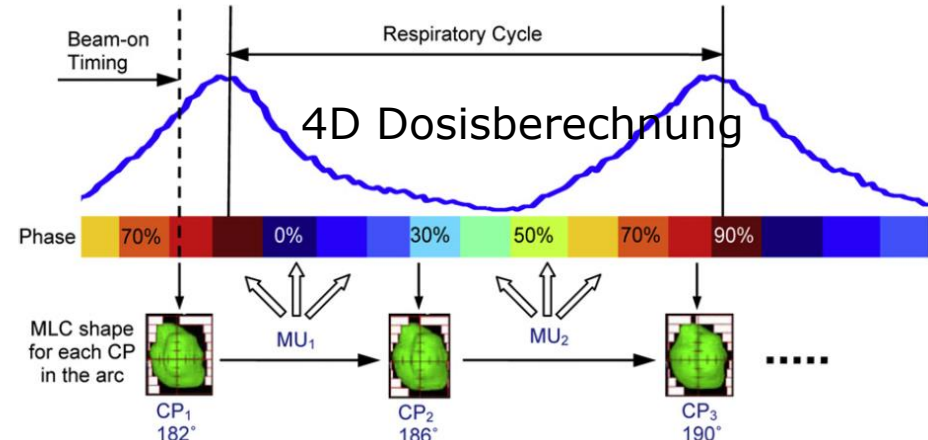 Beam-on
Timing
Respiratory Cycle
4D Dosisberechnung
Phase 70% 0% 30% 50% 70% 90%
MLC shape
for each CP
in the arc
MU₁
MU₂
CP₁
182°
CP₂
186°
CP₃
190°